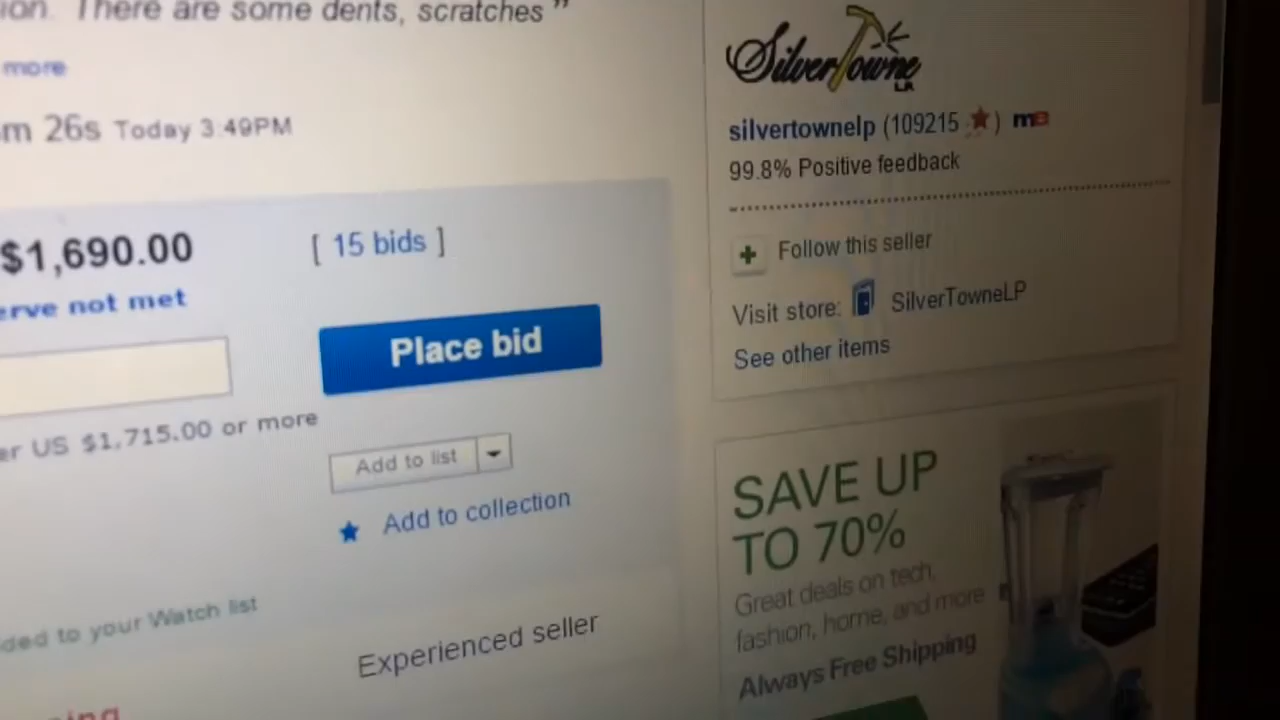 ion. There are some dents, scratches "
more
m 26s Today 3:49PM
$1,690.00 [ 15 bids ]
erve not met
Place bid
er US $1,715.00 or more
Add to list
Add to collection
ded to your Watch list
Experienced seller
SilverTowne
LP
silvertownelp (109215 ) me
99.8% Positive feedback
Follow this seller
Visit store: SilverTowneLP
See other items
SAVE UP
TO 70%
Great deals on tech,
fashion, home, and more
Always Free Shipping